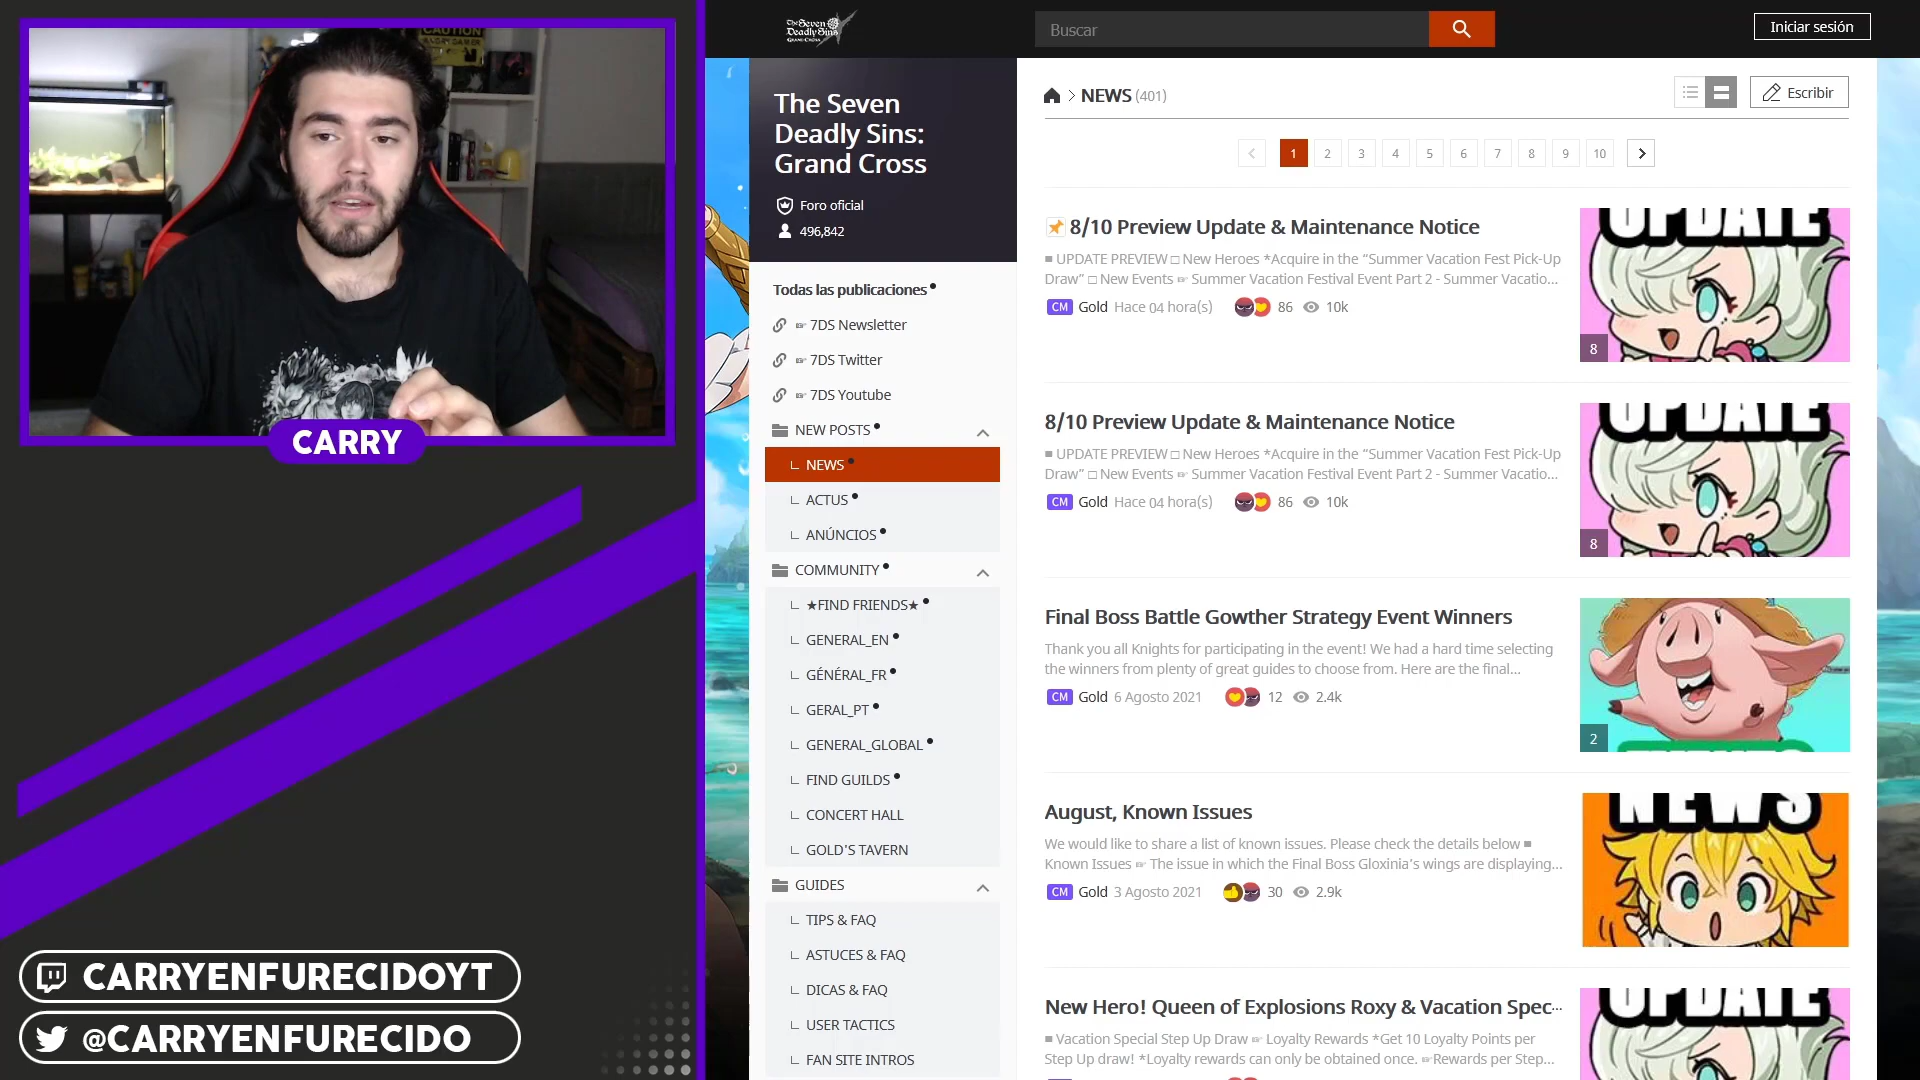 CAUTION
CARRY
CARRYENFURECIDOYT
@CARRYENFURECIDO
The Seven
Deadly Sins
GRAND CROSS
Buscar
Iniciar sesión
The Seven
Deadly Sins:
Grand Cross
Foro oficial
496,842
Todas las publicaciones
☞ 7DS Newsletter
☞ 7DS Twitter
☞ 7DS Youtube
NEW POSTS
NEWS
ACTUS
ANÚNCIOS
COMMUNITY
★FIND FRIENDS★
GENERAL_EN
GÉNÉRAL_FR
GERAL_PT
GENERAL_GLOBAL
FIND GUILDS
CONCERT HALL
GOLD'S TAVERN
GUIDES
TIPS & FAQ
ASTUCES & FAQ
DICAS & FAQ
USER TACTICS
FAN SITE INTROS
NEWS (401)
Escribir
1 2 3 4 5 6 7 8 9 10
📌 8/10 Preview Update & Maintenance Notice
■ UPDATE PREVIEW □ New Heroes *Acquire in the “Summer Vacation Fest Pick-Up
Draw” □ New Events ☞ Summer Vacation Festival Event Part 2 - Summer Vacatio...
CM Gold Hace 04 hora(s) 86 10k
UPDATE
8
8/10 Preview Update & Maintenance Notice
■ UPDATE PREVIEW □ New Heroes *Acquire in the “Summer Vacation Fest Pick-Up
Draw” □ New Events ☞ Summer Vacation Festival Event Part 2 - Summer Vacatio...
CM Gold Hace 04 hora(s) 86 10k
UPDATE
8
Final Boss Battle Gowther Strategy Event Winners
Thank you all Knights for participating in the event! We had a hard time selecting
the winners from plenty of great guides to choose from. Here are the final...
CM Gold 6 Agosto 2021 12 2.4k
2
August, Known Issues
We would like to share a list of known issues. Please check the details below ■
Known Issues ☞ The issue in which the Final Boss Gloxinia's wings are displaying...
CM Gold 3 Agosto 2021 30 2.9k
NEWS
New Hero! Queen of Explosions Roxy & Vacation Spec...
■ Vacation Special Step Up Draw ☞ Loyalty Rewards *Get 10 Loyalty Points per
Step Up draw! *Loyalty rewards can only be obtained once. ☞Rewards per Step...
UPDATE